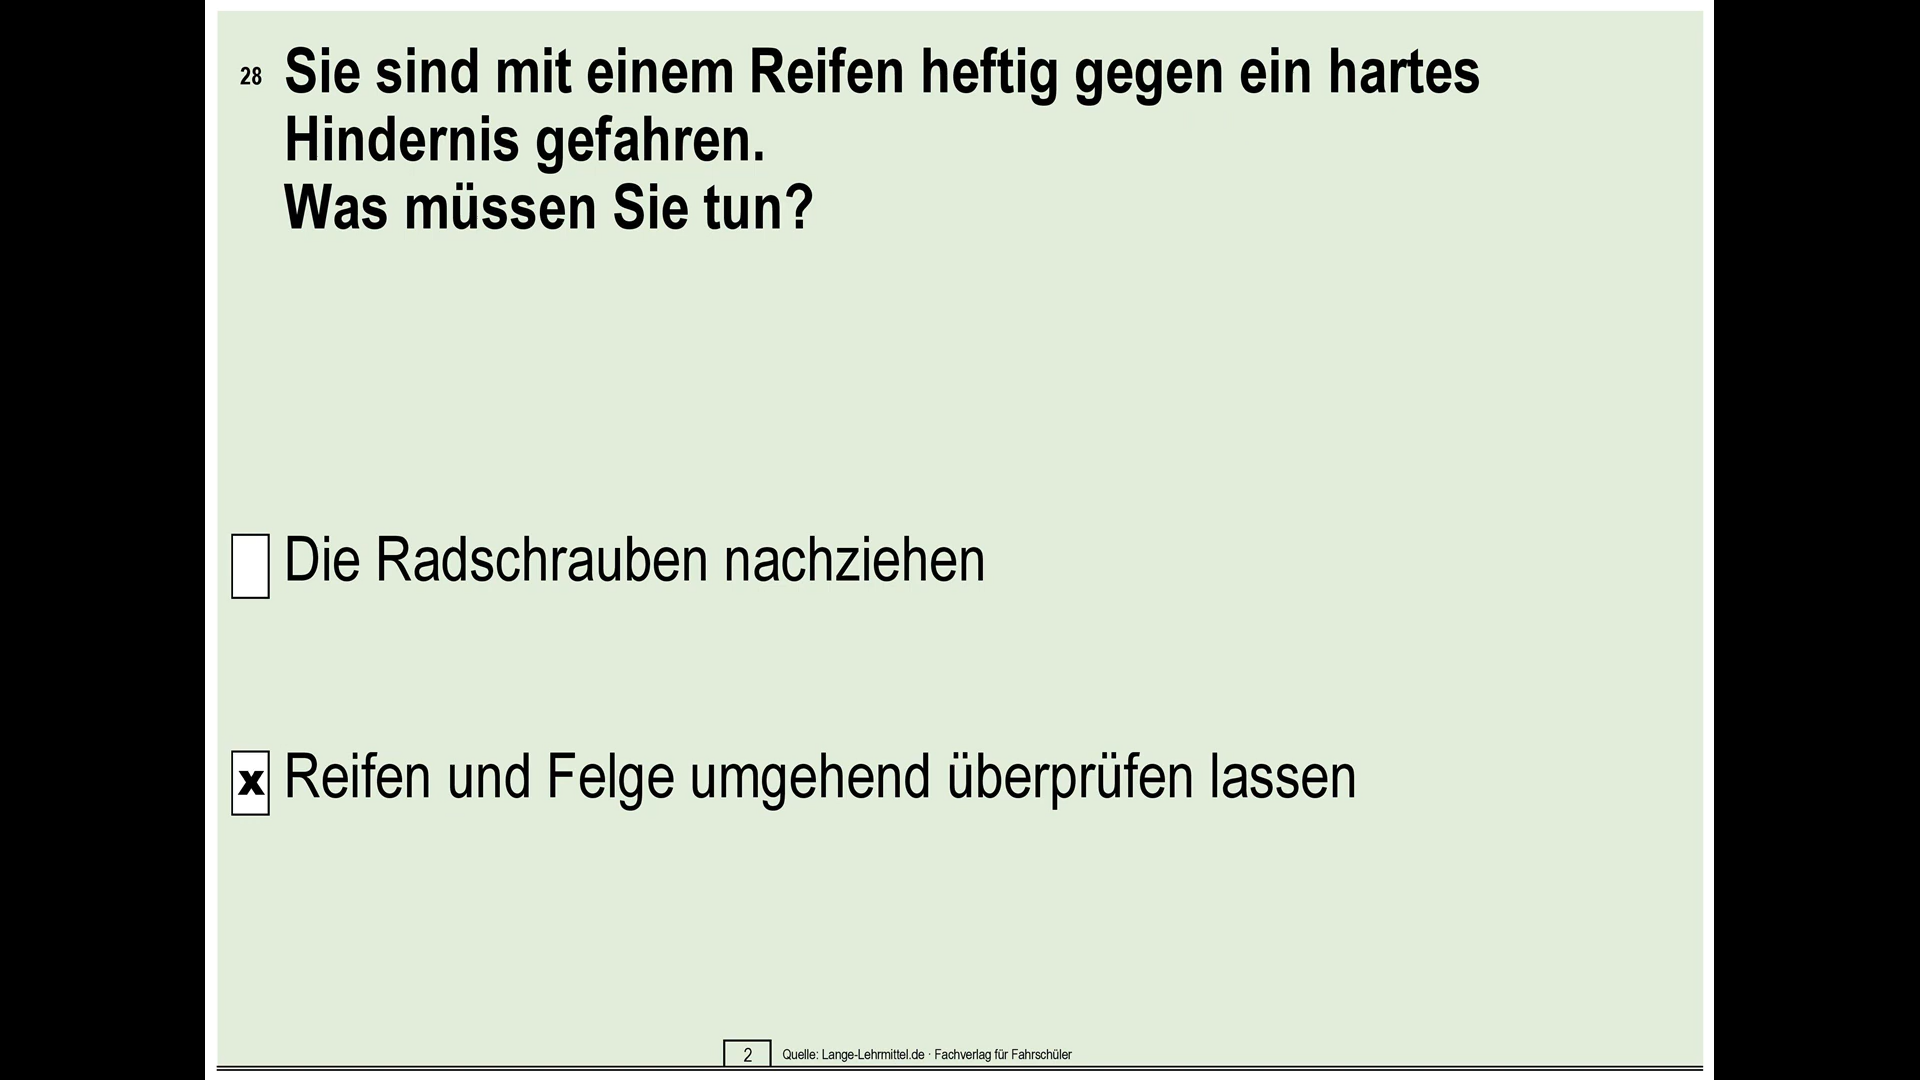 28 Sie sind mit einem Reifen heftig gegen ein hartes
Hindernis gefahren.
Was müssen Sie tun?
Die Radschrauben nachziehen
x Reifen und Felge umgehend überprüfen lassen
2 Quelle: Lange-Lehrmittel.de · Fachverlag für Fahrschüler